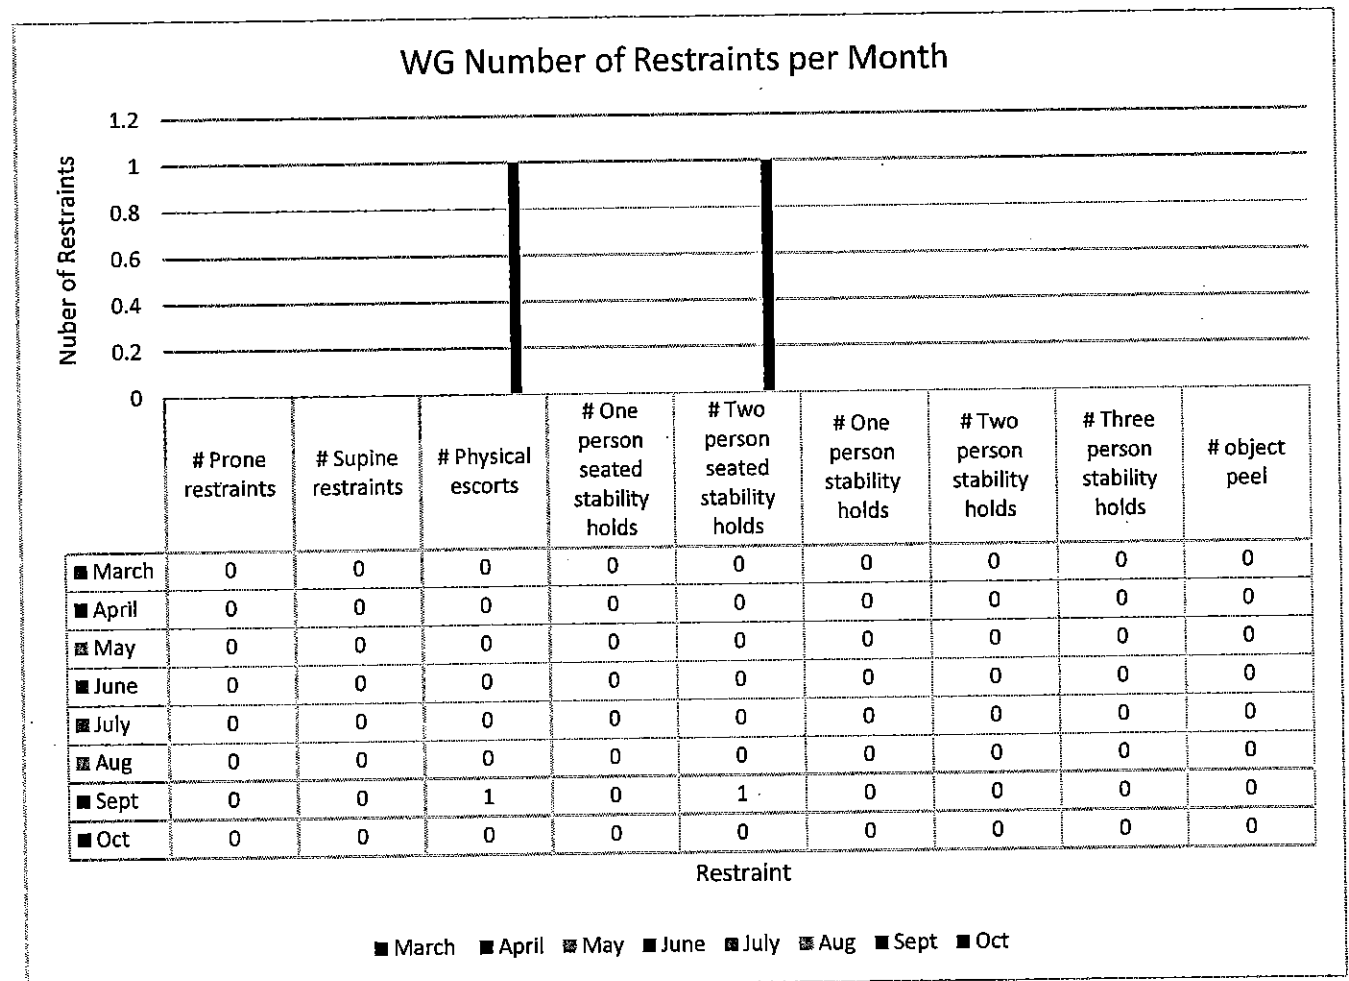 WG Number of Restraints per Month
Nuber of Restraints
1.2
1
0.8
0.6
0.4
0.2
0
# Prone restraints
# Supine restraints
# Physical escorts
# One person seated stability holds
# Two person seated stability holds
# One person stability holds
# Two person stability holds
# Three person stability holds
# object peel
March 0 0 0 0 0 0 0 0 0
April 0 0 0 0 0 0 0 0 0
May 0 0 0 0 0 0 0 0 0
June 0 0 0 0 0 0 0 0 0
July 0 0 0 0 0 0 0 0 0
Aug 0 0 0 0 0 0 0 0 0
Sept 0 0 1 0 1 0 0 0 0
Oct 0 0 0 0 0 0 0 0 0
Restraint
March April May June July Aug Sept Oct